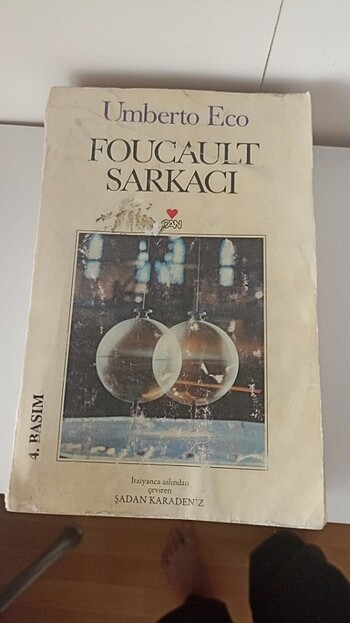 Umberto Eco
FOUCAULT
SARKACI
CAN
4. BASIM
İtalyanca aslından
çeviren
ŞADAN KARADENİZ